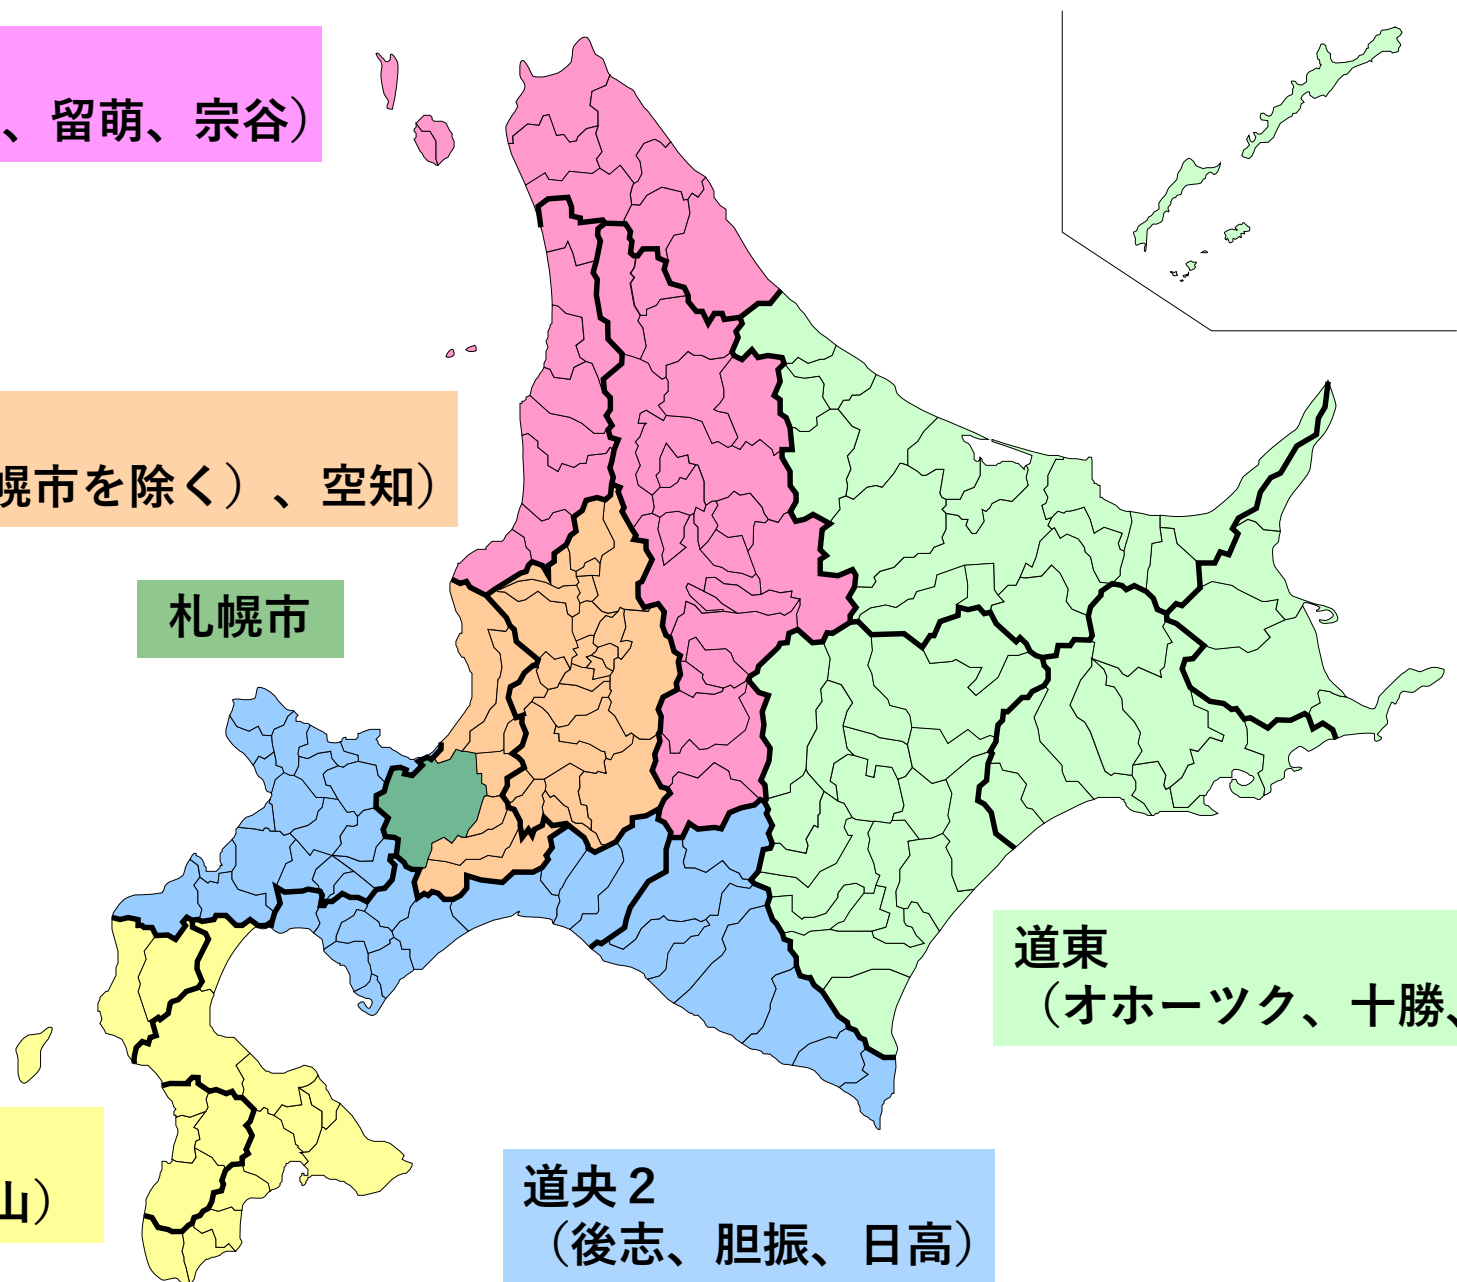 、留萌、宗谷）
幌市を除く）、空知）
札幌市
道東
（オホーツク、十勝、
山）
道央２
（後志、胆振、日高）